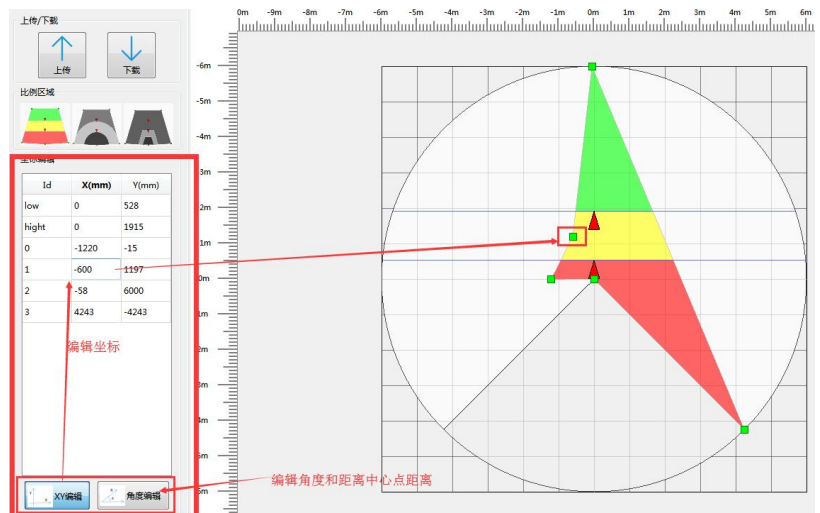 上传/下载
上传
下载
比例区域
坐标编辑
Id X(mm) Y(mm)
low 0 528
hight 0 1915
0 -1220 -15
1 -600 1197
2 -58 6000
3 4243 -4243
编辑坐标
XY编辑
角度编辑
编辑角度和距离中心点距离
0m -8m -7m -6m -5m -4m -3m -2m -1m 0m 1m 2m 3m 4m 5m 6m
-6m
-5m
-4m
3m
2m
1m
0m
1m
2m
3m
4m
5m
6m